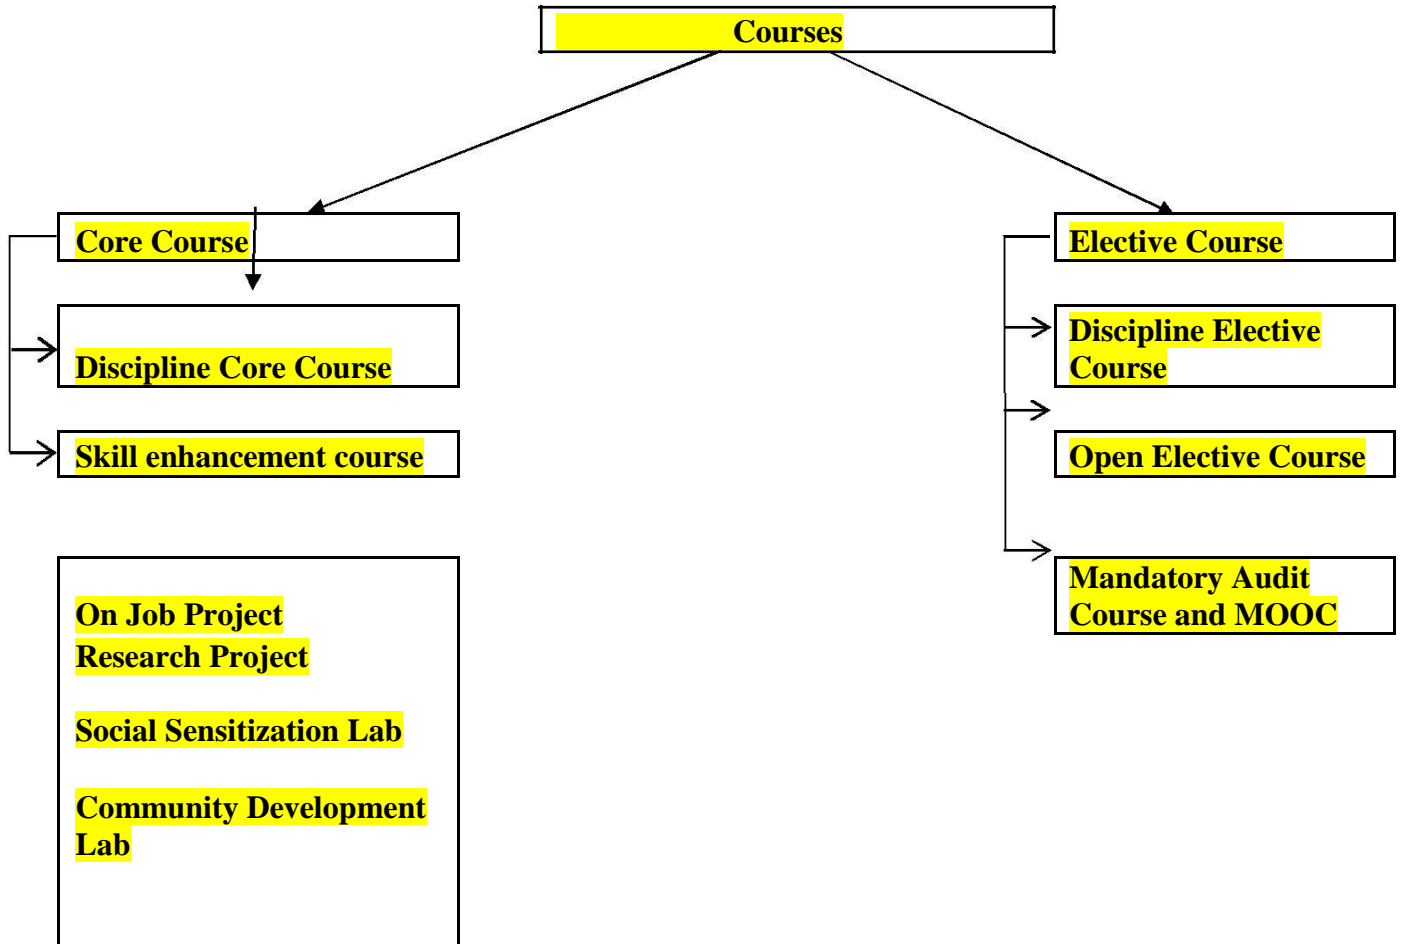 Courses
Core Course
Discipline Core Course
Skill enhancement course
On Job Project
Research Project
Social Sensitization Lab
Community Development
Lab
Elective Course
Discipline Elective
Course
Open Elective Course
Mandatory Audit
Course and MOOC